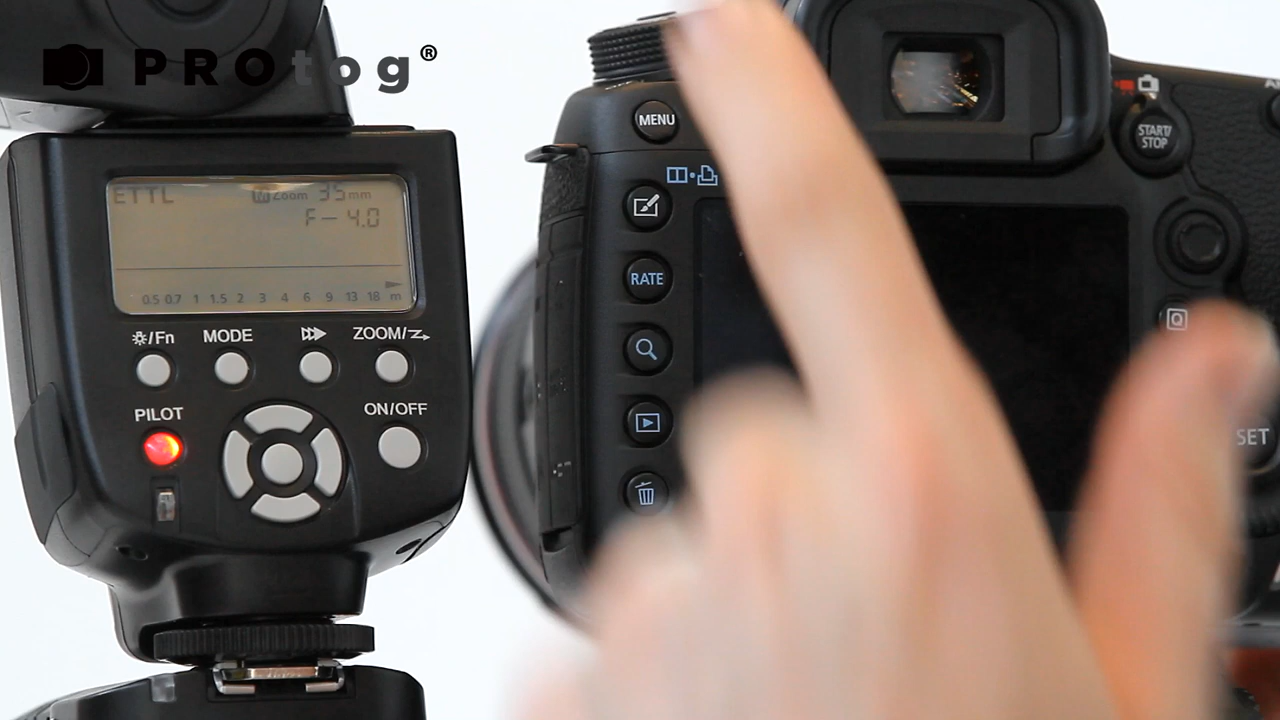 PROtog®
MENU
START/
STOP
ETTL M Zoom 35mm
F— 4.0
0.5 0.7 1 1.5 2 3 4 6 9 13 18 m
RATE
Q
/Fn MODE ZOOM/
PILOT ON/OFF
SET